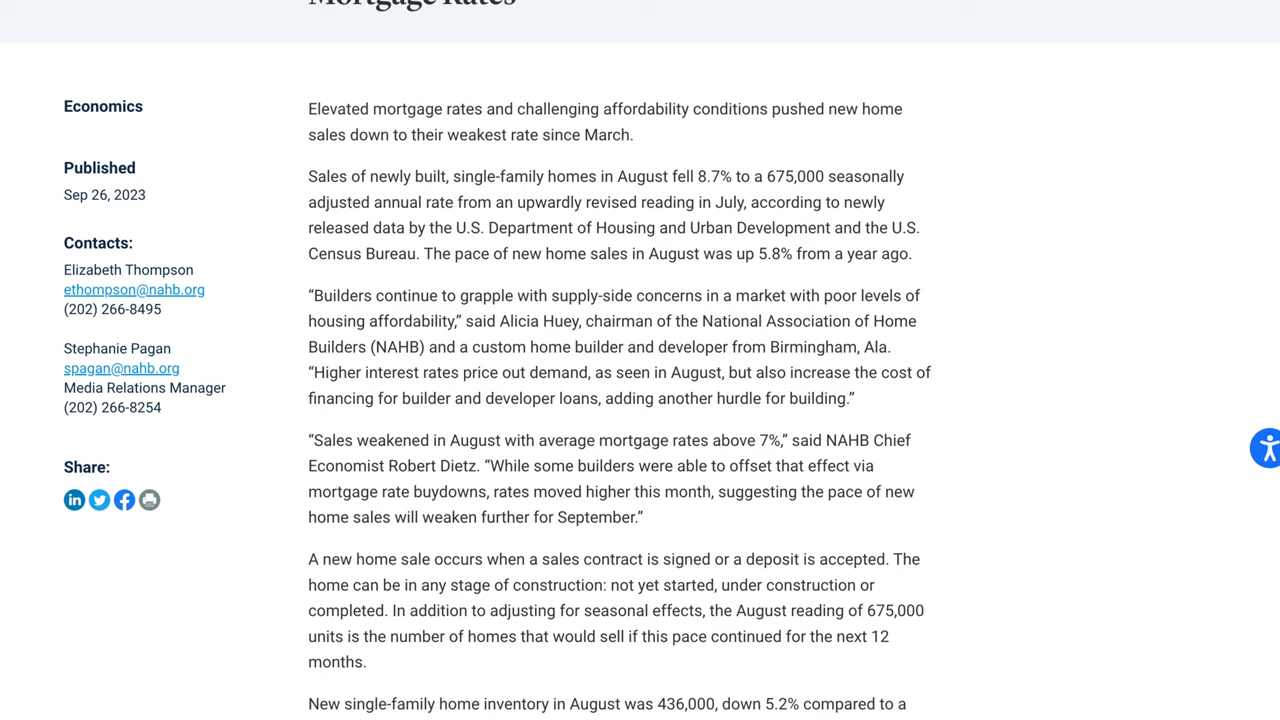 Mortgage Rates
Economics
Published
Sep 26, 2023
Contacts:
Elizabeth Thompson
ethompson@nahb.org
(202) 266-8495
Stephanie Pagan
spagan@nahb.org
Media Relations Manager
(202) 266-8254
Share:
in
Elevated mortgage rates and challenging affordability conditions pushed new home
sales down to their weakest rate since March.
Sales of newly built, single-family homes in August fell 8.7% to a 675,000 seasonally
adjusted annual rate from an upwardly revised reading in July, according to newly
released data by the U.S. Department of Housing and Urban Development and the U.S.
Census Bureau. The pace of new home sales in August was up 5.8% from a year ago.
“Builders continue to grapple with supply-side concerns in a market with poor levels of
housing affordability,” said Alicia Huey, chairman of the National Association of Home
Builders (NAHB) and a custom home builder and developer from Birmingham, Ala.
“Higher interest rates price out demand, as seen in August, but also increase the cost of
financing for builder and developer loans, adding another hurdle for building.”
“Sales weakened in August with average mortgage rates above 7%,” said NAHB Chief
Economist Robert Dietz. “While some builders were able to offset that effect via
mortgage rate buydowns, rates moved higher this month, suggesting the pace of new
home sales will weaken further for September.”
A new home sale occurs when a sales contract is signed or a deposit is accepted. The
home can be in any stage of construction: not yet started, under construction or
completed. In addition to adjusting for seasonal effects, the August reading of 675,000
units is the number of homes that would sell if this pace continued for the next 12
months.
New single-family home inventory in August was 436,000, down 5.2% compared to a